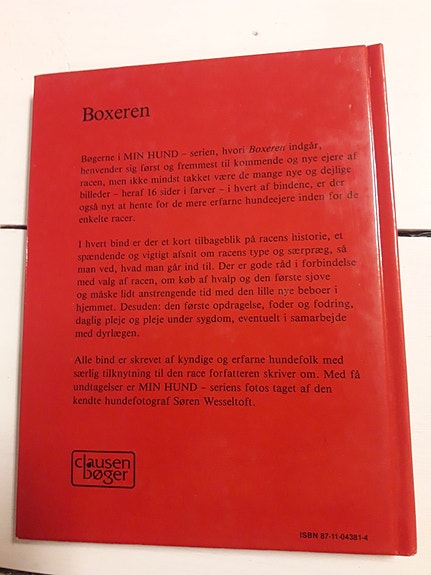 Boxeren
Bøgerne i MIN HUND – serien, hvori Boxeren indgår,
henvender sig først og fremmest til kommende og nye ejere af
racen, men ikke mindst takket være de mange nye og dejlige
billeder – heraf 16 sider i farver – i hvert af bindene, er der
også nyt at hente for de mere erfarne hundeejere inden for de
enkelte racer.
I hvert bind er der et kort tilbageblik på racens historie, et
spændende og vigtigt afsnit om racens type og særpræg, så
man ved, hvad man går ind til. Der er gode råd i forbindelse
med valg af racen, om køb af hvalp og den første sjove
og måske lidt anstrengende tid med den lille nye beboer i
hjemmet. Desuden: den første opdragelse, foder og fodring,
daglig pleje og pleje under sygdom, eventuelt i samarbejde
med dyrlægen.
Alle bind er skrevet af kyndige og erfarne hundefolk med
særlig tilknytning til den race forfatteren skriver om. Med få
undtagelser er MIN HUND – seriens fotos taget af den
kendte hundefotograf Søren Wesseltoft.
clausen
bøger
ISBN 87-11-04381-4